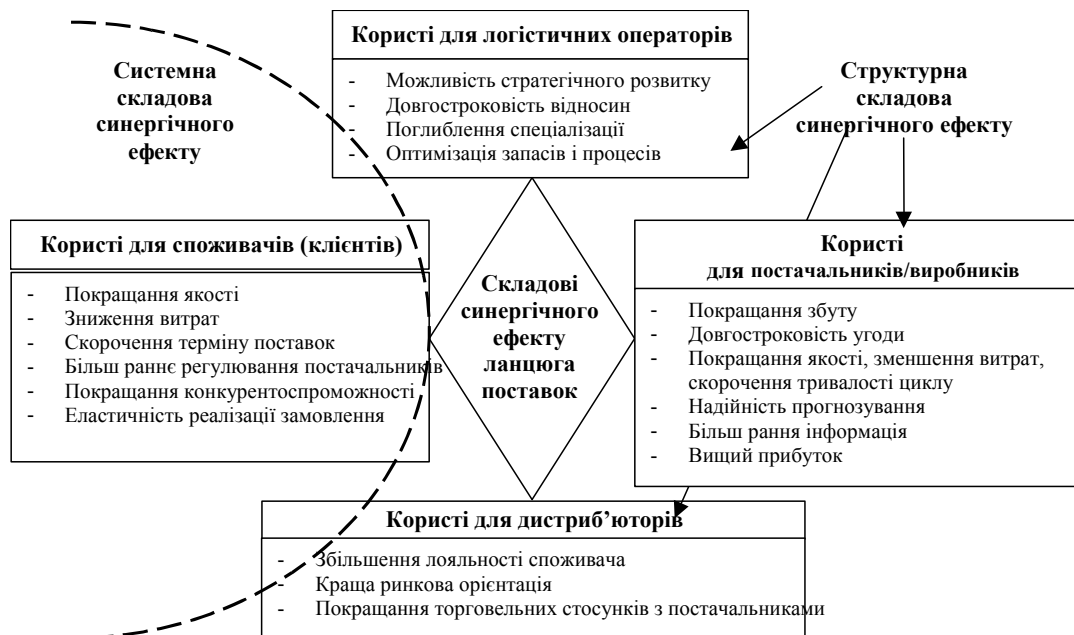 Користі для логістичних операторів
- Можливість стратегічного розвитку
- Довгостроковість відносин
- Поглиблення спеціалізації
- Оптимізація запасів і процесів
Системна
складова
синергічного
ефекту
Структурна
складова
синергічного ефекту
Користі для споживачів (клієнтів)
- Покращання якості
- Зниження витрат
- Скорочення терміну поставок
- Більш раннє регулювання постачальників
- Покращання конкурентоспроможності
- Еластичність реалізації замовлення
Складові
синергічного
ефекту
ланцюга
поставок
Користі
для постачальників/виробників
- Покращання збуту
- Довгостроковість угоди
- Покращання якості, зменшення витрат,
скорочення тривалості циклу
- Надійність прогнозування
- Більш рання інформація
- Вищий прибуток
Користі для дистриб’юторів
- Збільшення лояльності споживача
- Краща ринкова орієнтація
- Покращання торговельних стосунків з постачальниками